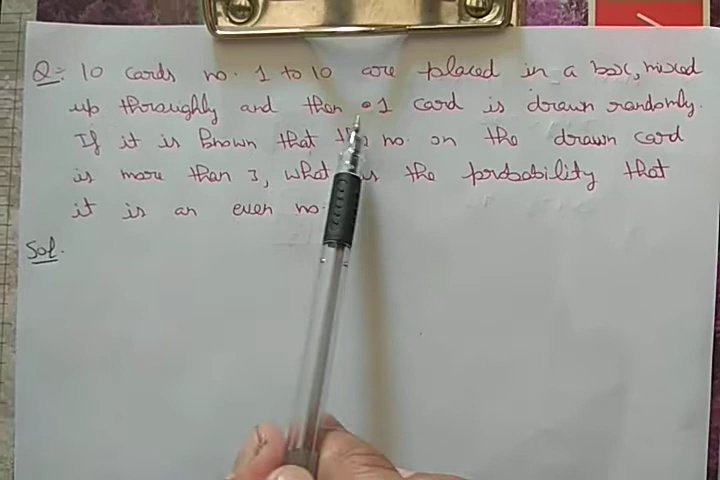 Q:- 10 cards no. 1 to 10 are placed in a box, mixed
up thoroughly and then 1 card is drawn randomly.
If it is known that the no. on the drawn card
is more than 3, what is the probability that
it is an even no.
Sol.